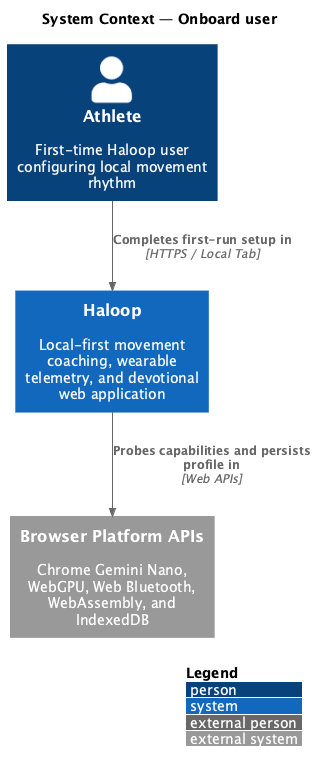 System Context — Onboard user
Athlete
First-time Haloop user
configuring local movement
rhythm
Completes first-run setup in
[HTTPS / Local Tab]
Haloop
Local-first movement
coaching, wearable
telemetry, and devotional
web application
Probes capabilities and persists
profile in
[Web APIs]
Browser Platform APIs
Chrome Gemini Nano,
WebGPU, Web Bluetooth,
WebAssembly, and
IndexedDB
Legend
person
system
external person
external system